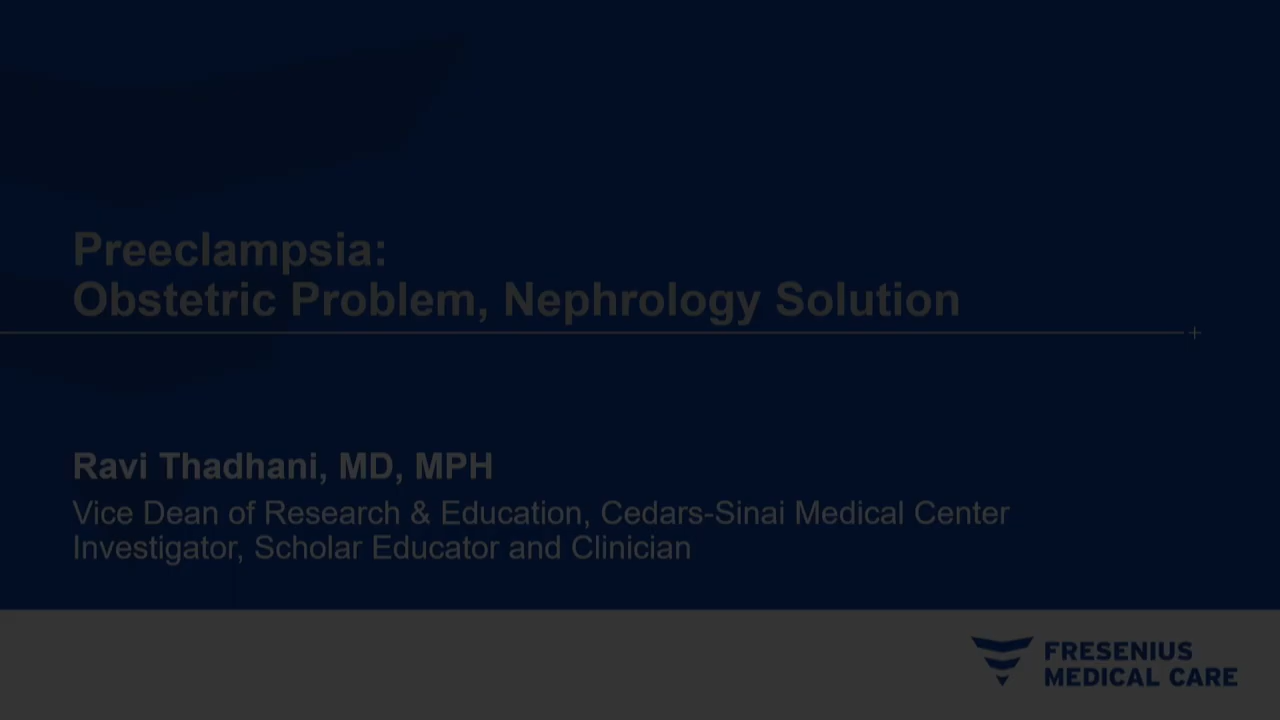 Preeclampsia:
Obstetric Problem, Nephrology Solution
Ravi Thadhani, MD, MPH
Vice Dean of Research & Education, Cedars-Sinai Medical Center
Investigator, Scholar Educator and Clinician
FRESENIUS
MEDICAL CARE